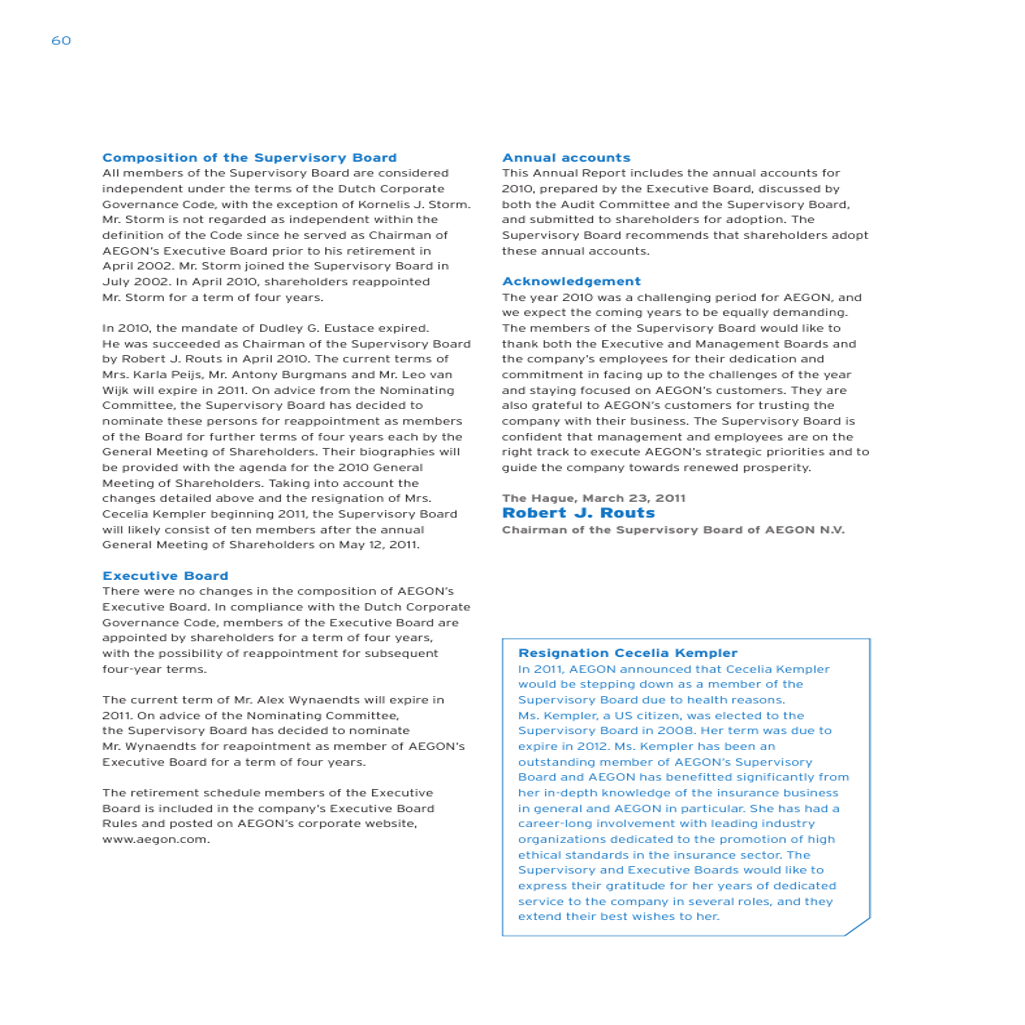 60
Composition of the Supervisory Board
All members of the Supervisory Board are considered
independent under the terms of the Dutch Corporate
Governance Code, with the exception of Kornelis J. Storm.
Mr. Storm is not regarded as independent within the
definition of the Code since he served as Chairman of
AEGON's Executive Board prior to his retirement in
April 2002. Mr. Storm joined the Supervisory Board in
July 2002. In April 2010, shareholders reappointed
Mr. Storm for a term of four years.
In 2010, the mandate of Dudley G. Eustace expired.
He was succeeded as Chairman of the Supervisory Board
by Robert J. Routs in April 2010. The current terms of
Mrs. Karla Peijs, Mr. Antony Burgmans and Mr. Leo van
Wijk will expire in 2011. On advice from the Nominating
Committee, the Supervisory Board has decided to
nominate these persons for reappointment as members
of the Board for further terms of four years each by the
General Meeting of Shareholders. Their biographies will
be provided with the agenda for the 2010 General
Meeting of Shareholders. Taking into account the
changes detailed above and the resignation of Mrs.
Cecelia Kempler beginning 2011, the Supervisory Board
will likely consist of ten members after the annual
General Meeting of Shareholders on May 12, 2011.
Executive Board
There were no changes in the composition of AEGON's
Executive Board. In compliance with the Dutch Corporate
Governance Code, members of the Executive Board are
appointed by shareholders for a term of four years,
with the possibility of reappointment for subsequent
four-year terms.
The current term of Mr. Alex Wynaendts will expire in
2011. On advice of the Nominating Committee,
the Supervisory Board has decided to nominate
Mr. Wynaendts for reapointment as member of AEGON's
Executive Board for a term of four years.
The retirement schedule members of the Executive
Board is included in the company's Executive Board
Rules and posted on AEGON's corporate website,
www.aegon.com.
Annual accounts
This Annual Report includes the annual accounts for
2010, prepared by the Executive Board, discussed by
both the Audit Committee and the Supervisory Board,
and submitted to shareholders for adoption. The
Supervisory Board recommends that shareholders adopt
these annual accounts.
Acknowledgement
The year 2010 was a challenging period for AEGON, and
we expect the coming years to be equally demanding.
The members of the Supervisory Board would like to
thank both the Executive and Management Boards and
the company's employees for their dedication and
commitment in facing up to the challenges of the year
and staying focused on AEGON's customers. They are
also grateful to AEGON's customers for trusting the
company with their business. The Supervisory Board is
confident that management and employees are on the
right track to execute AEGON's strategic priorities and to
guide the company towards renewed prosperity.
The Hague, March 23, 2011
Robert J. Routs
Chairman of the Supervisory Board of AEGON N.V.
Resignation Cecelia Kempler
In 2011, AEGON announced that Cecelia Kempler
would be stepping down as a member of the
Supervisory Board due to health reasons.
Ms. Kempler, a US citizen, was elected to the
Supervisory Board in 2008. Her term was due to
expire in 2012. Ms. Kempler has been an
outstanding member of AEGON's Supervisory
Board and AEGON has benefitted significantly from
her in-depth knowledge of the insurance business
in general and AEGON in particular. She has had a
career-long involvement with leading industry
organizations dedicated to the promotion of high
ethical standards in the insurance sector. The
Supervisory and Executive Boards would like to
express their gratitude for her years of dedicated
service to the company in several roles, and they
extend their best wishes to her.